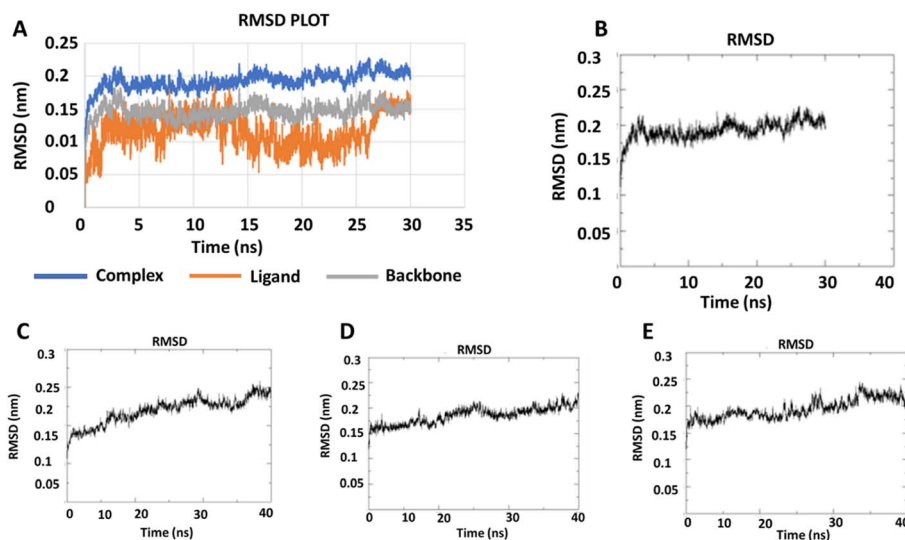 A
RMSD PLOT
RMSD (nm)
0.25
0.20
0.15
0.01
0.05
0
0 5 10 15 20 25 30 35
Time (ns)
Complex Ligand Backbone
B
RMSD
RMSD (nm)
0.3
0.25
0.2
0.15
0.1
0.05
0 10 20 30 40
Time (ns)
C
RMSD
RMSD (nm)
0.3
0.25
0.2
0.15
0.1
0.05
0 10 20 30 40
Time (ns)
D
RMSD
RMSD (nm)
0.3
0.25
0.2
0.15
0.1
0.05
0 10 20 30 40
Time (ns)
E
RMSD
RMSD (nm)
0.3
0.25
0.2
0.15
0.1
0.05
0 10 20 30 40
Time (ns)